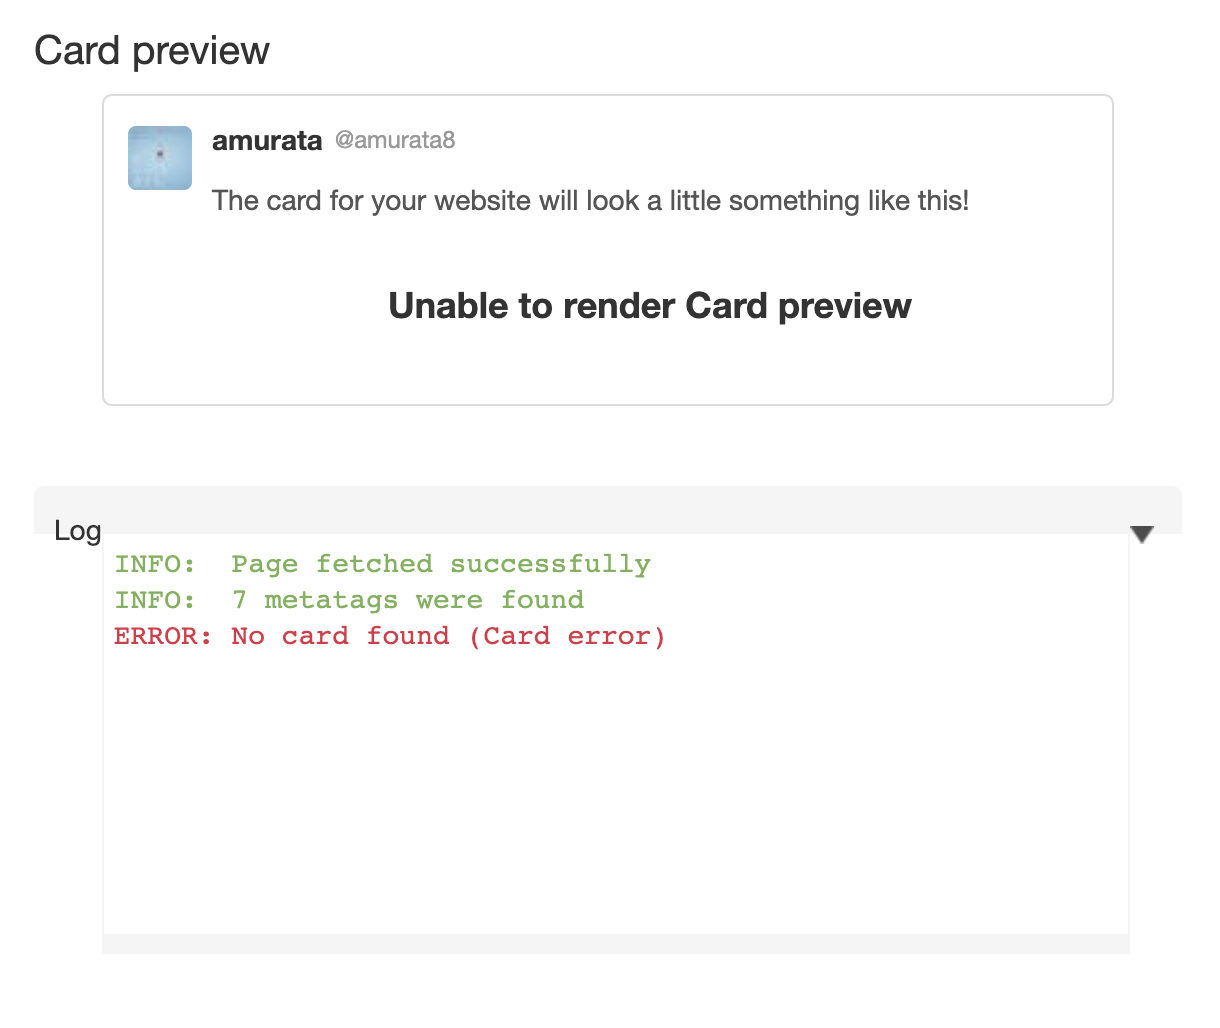 Card preview
amurata @amurata8
The card for your website will look a little something like this!
Unable to render Card preview
Log
INFO:  Page fetched successfully
INFO:  7 metatags were found
ERROR: No card found (Card error)